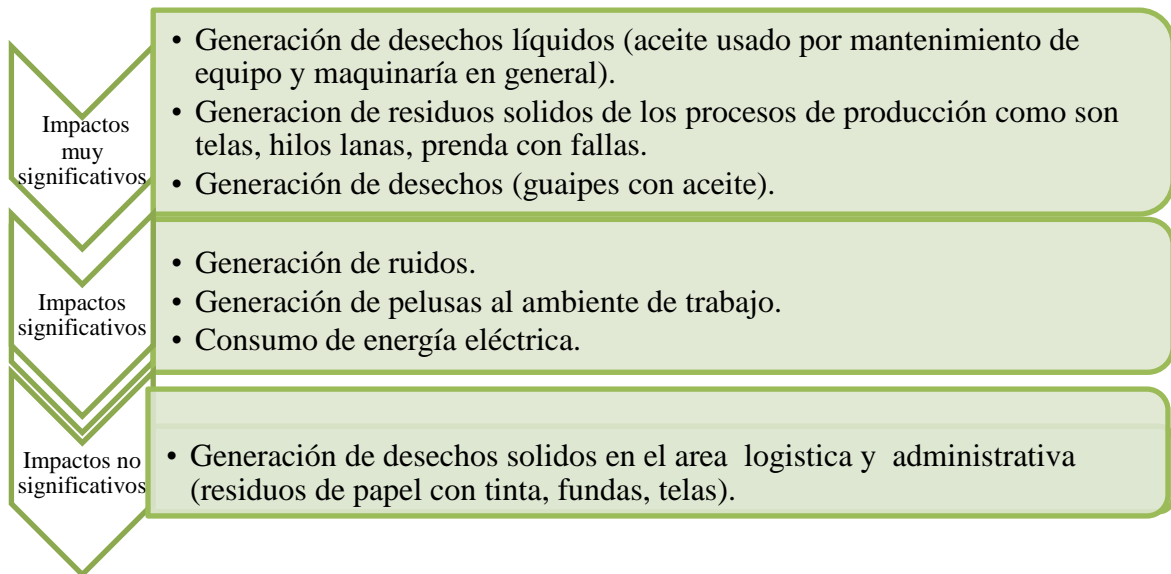 Impactos
muy
significativos
• Generación de desechos líquidos (aceite usado por mantenimiento de
equipo y maquinaría en general).
• Generacion de residuos solidos de los procesos de producción como son
telas, hilos lanas, prenda con fallas.
• Generación de desechos (guaipes con aceite).
Impactos
significativos
• Generación de ruidos.
• Generación de pelusas al ambiente de trabajo.
• Consumo de energía eléctrica.
Impactos no
significativos
• Generación de desechos solidos en el area logistica y administrativa
(residuos de papel con tinta, fundas, telas).